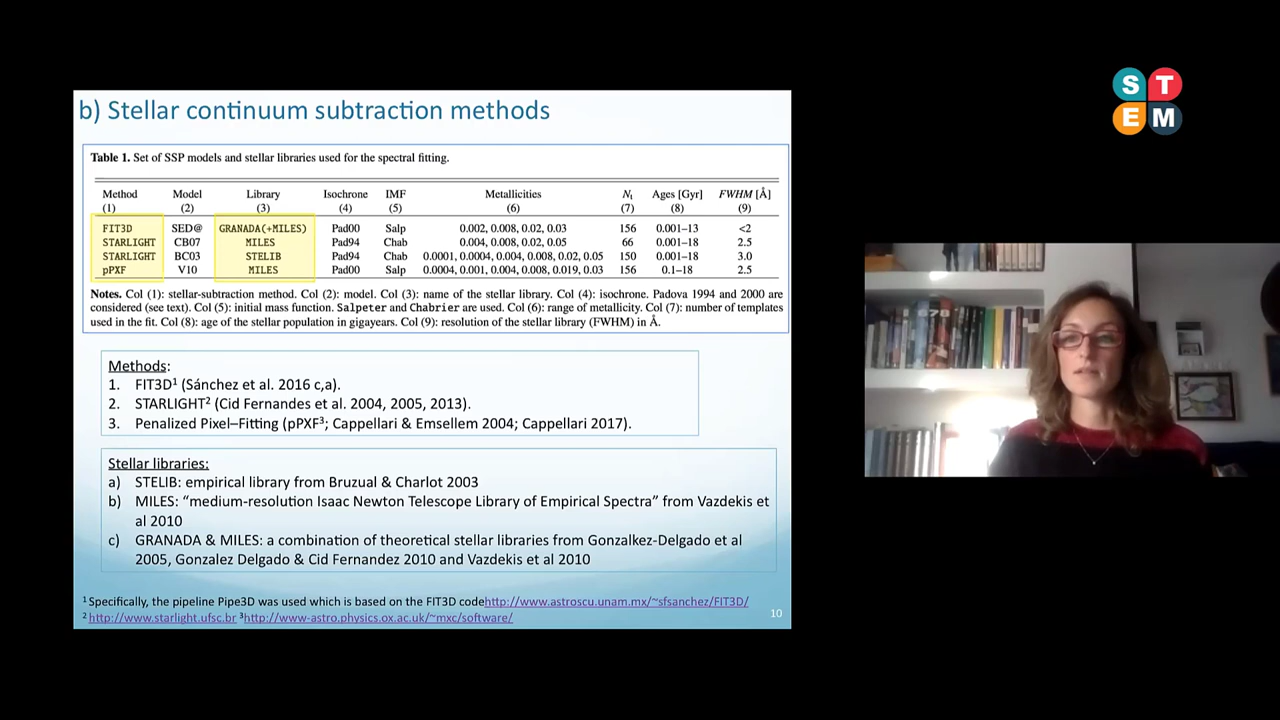 b) Stellar continuum subtraction methods
Table 1. Set of SSP models and stellar libraries used for the spectral fitting.
Method Model Library Isochrone IMF Metallicities Nt Ages [Gyr] FWHM [Å]
(1) (2) (3) (4) (5) (6) (7) (8) (9)
FIT3D SED@ GRANADA(+MILES) Pad00 Salp 0.002, 0.008, 0.02, 0.03 156 0.001–13 <2
STARLIGHT CB07 MILES Pad94 Chab 0.004, 0.008, 0.02, 0.05 66 0.001–18 2.5
STARLIGHT BC03 STELIB Pad94 Chab 0.0001, 0.0004, 0.004, 0.008, 0.02, 0.05 150 0.001–18 3.0
pPXF V10 MILES Pad00 Salp 0.0004, 0.001, 0.004, 0.008, 0.019, 0.03 156 0.1–18 2.5
Notes. Col (1): stellar-subtraction method. Col (2): model. Col (3): name of the stellar library. Col (4): isochrone. Padova 1994 and 2000 are
considered (see text). Col (5): initial mass function. Salpeter and Chabrier are used. Col (6): range of metallicity. Col (7): number of templates
used in the fit. Col (8): age of the stellar population in gigayears. Col (9): resolution of the stellar library (FWHM) in Å.
Methods:
1. FIT3D¹ (Sánchez et al. 2016 c,a).
2. STARLIGHT² (Cid Fernandes et al. 2004, 2005, 2013).
3. Penalized Pixel–Fitting (pPXF³; Cappellari & Emsellem 2004; Cappellari 2017).
Stellar libraries:
a) STELIB: empirical library from Bruzual & Charlot 2003
b) MILES: “medium-resolution Isaac Newton Telescope Library of Empirical Spectra” from Vazdekis et
al 2010
c) GRANADA & MILES: a combination of theoretical stellar libraries from Gonzalkez-Delgado et al
2005, Gonzalez Delgado & Cid Fernandez 2010 and Vazdekis et al 2010
¹ Specifically, the pipeline Pipe3D was used which is based on the FIT3D codehttp://www.astroscu.unam.mx/~sfsanchez/FIT3D/
² http://www.starlight.ufsc.br ³http://www-astro.physics.ox.ac.uk/~mxc/software/
10
ST
EM